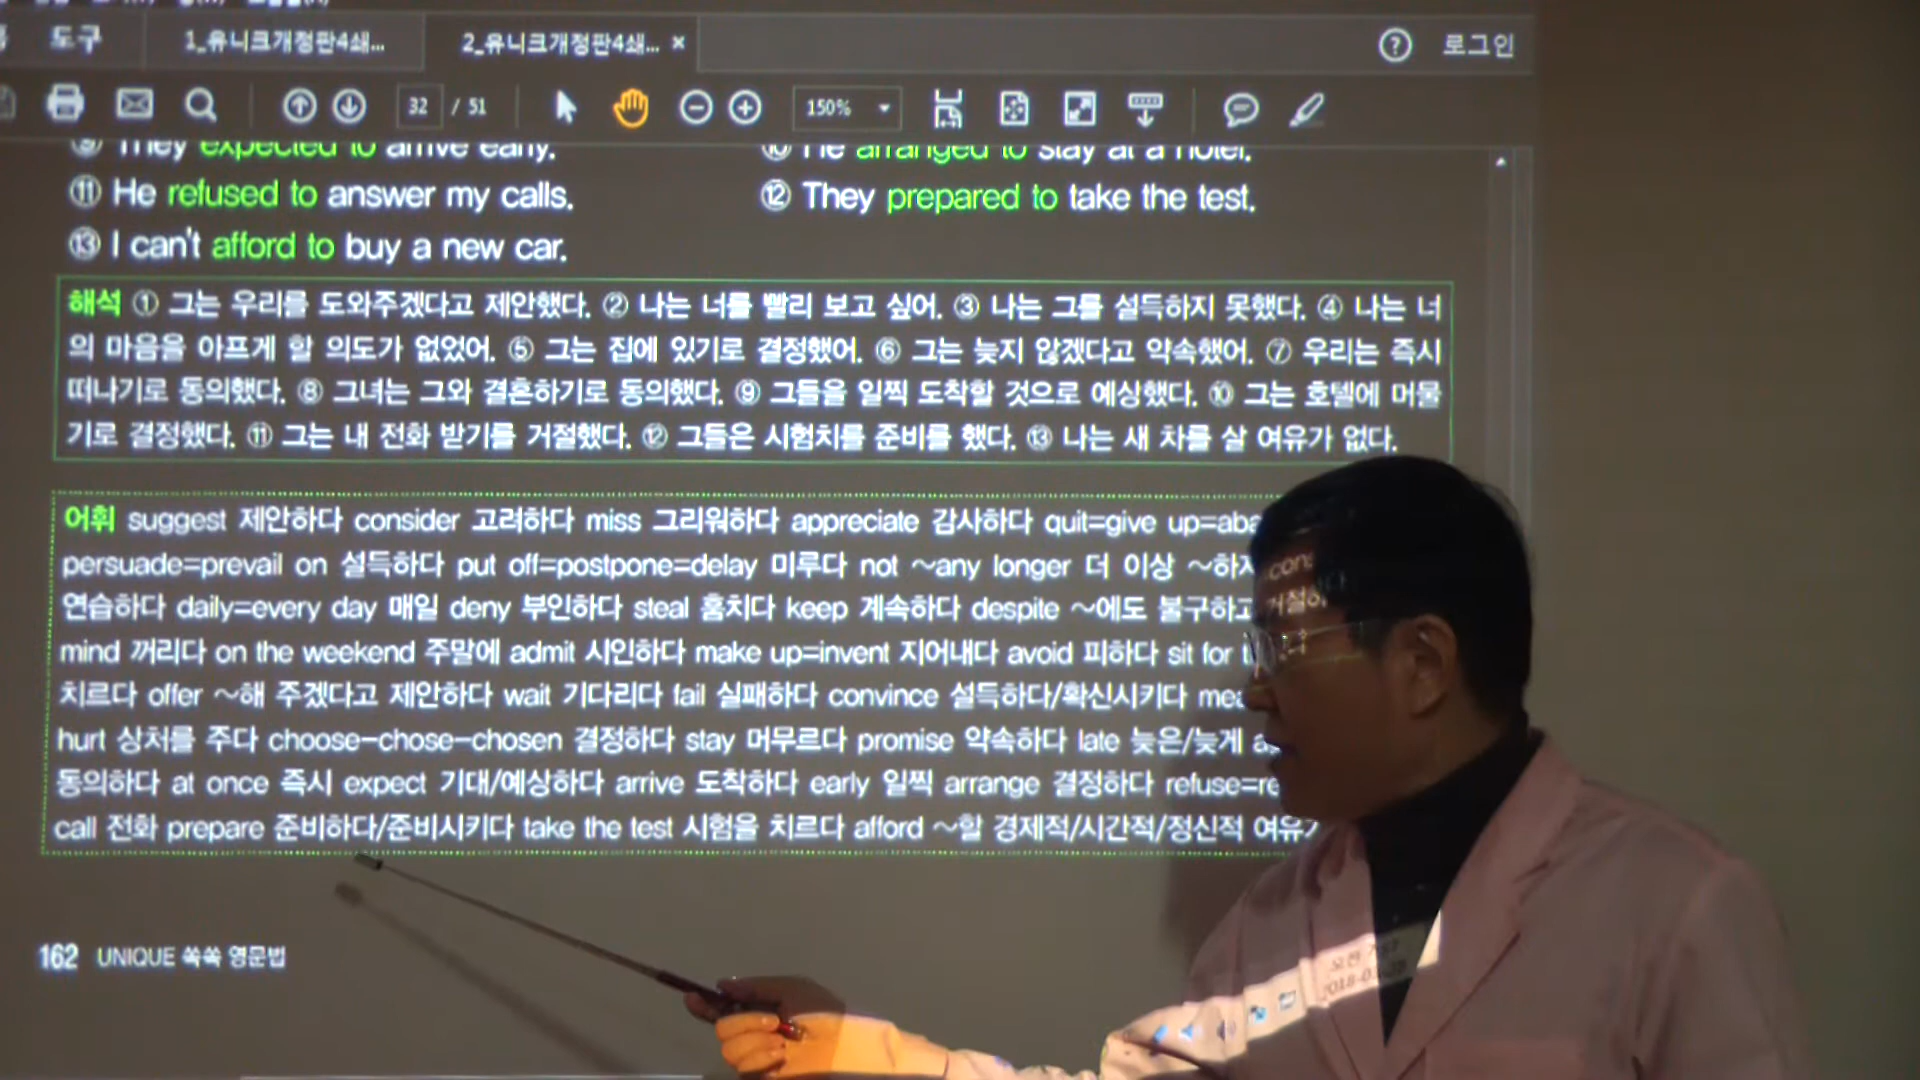 도구 1_유니크개정판4쇄... 2_유니크개정판4쇄... × ? 로그인
32 / 51 150%
⑨ They expected to arrive early. ⑩ He arranged to stay at a hotel.
⑪ He refused to answer my calls. ⑫ They prepared to take the test.
⑬ I can't afford to buy a new car.
해석 ① 그는 우리를 도와주겠다고 제안했다. ② 나는 너를 빨리 보고 싶어. ③ 나는 그를 설득하지 못했다. ④ 나는 너
의 마음을 아프게 할 의도가 없었어. ⑤ 그는 집에 있기로 결정했어. ⑥ 그는 늦지 않겠다고 약속했어. ⑦ 우리는 즉시
떠나기로 동의했다. ⑧ 그녀는 그와 결혼하기로 동의했다. ⑨ 그들을 일찍 도착할 것으로 예상했다. ⑩ 그는 호텔에 머물
기로 결정했다. ⑪ 그는 내 전화 받기를 거절했다. ⑫ 그들은 시험치를 준비를 했다. ⑬ 나는 새 차를 살 여유가 없다.
어휘 suggest 제안하다 consider 고려하다 miss 그리워하다 appreciate 감사하다 quit=give up=aba
persuade=prevail on 설득하다 put off=postpone=delay 미루다 not ~any longer 더 이상 ~하지
연습하다 daily=every day 매일 deny 부인하다 steal 훔치다 keep 계속하다 despite ~에도 불구하고
mind 꺼리다 on the weekend 주말에 admit 시인하다 make up=invent 지어내다 avoid 피하다 sit for
치르다 offer ~해 주겠다고 제안하다 wait 기다리다 fail 실패하다 convince 설득하다/확신시키다 mea
hurt 상처를 주다 choose-chose-chosen 결정하다 stay 머무르다 promise 약속하다 late 늦은/늦게
동의하다 at once 즉시 expect 기대/예상하다 arrive 도착하다 early 일찍 arrange 결정하다 refuse=re
call 전화 prepare 준비하다/준비시키다 take the test 시험을 치르다 afford ~할 경제적/시간적/정신적 여유가
162 UNIQUE 쏙쏙 영문법
오전